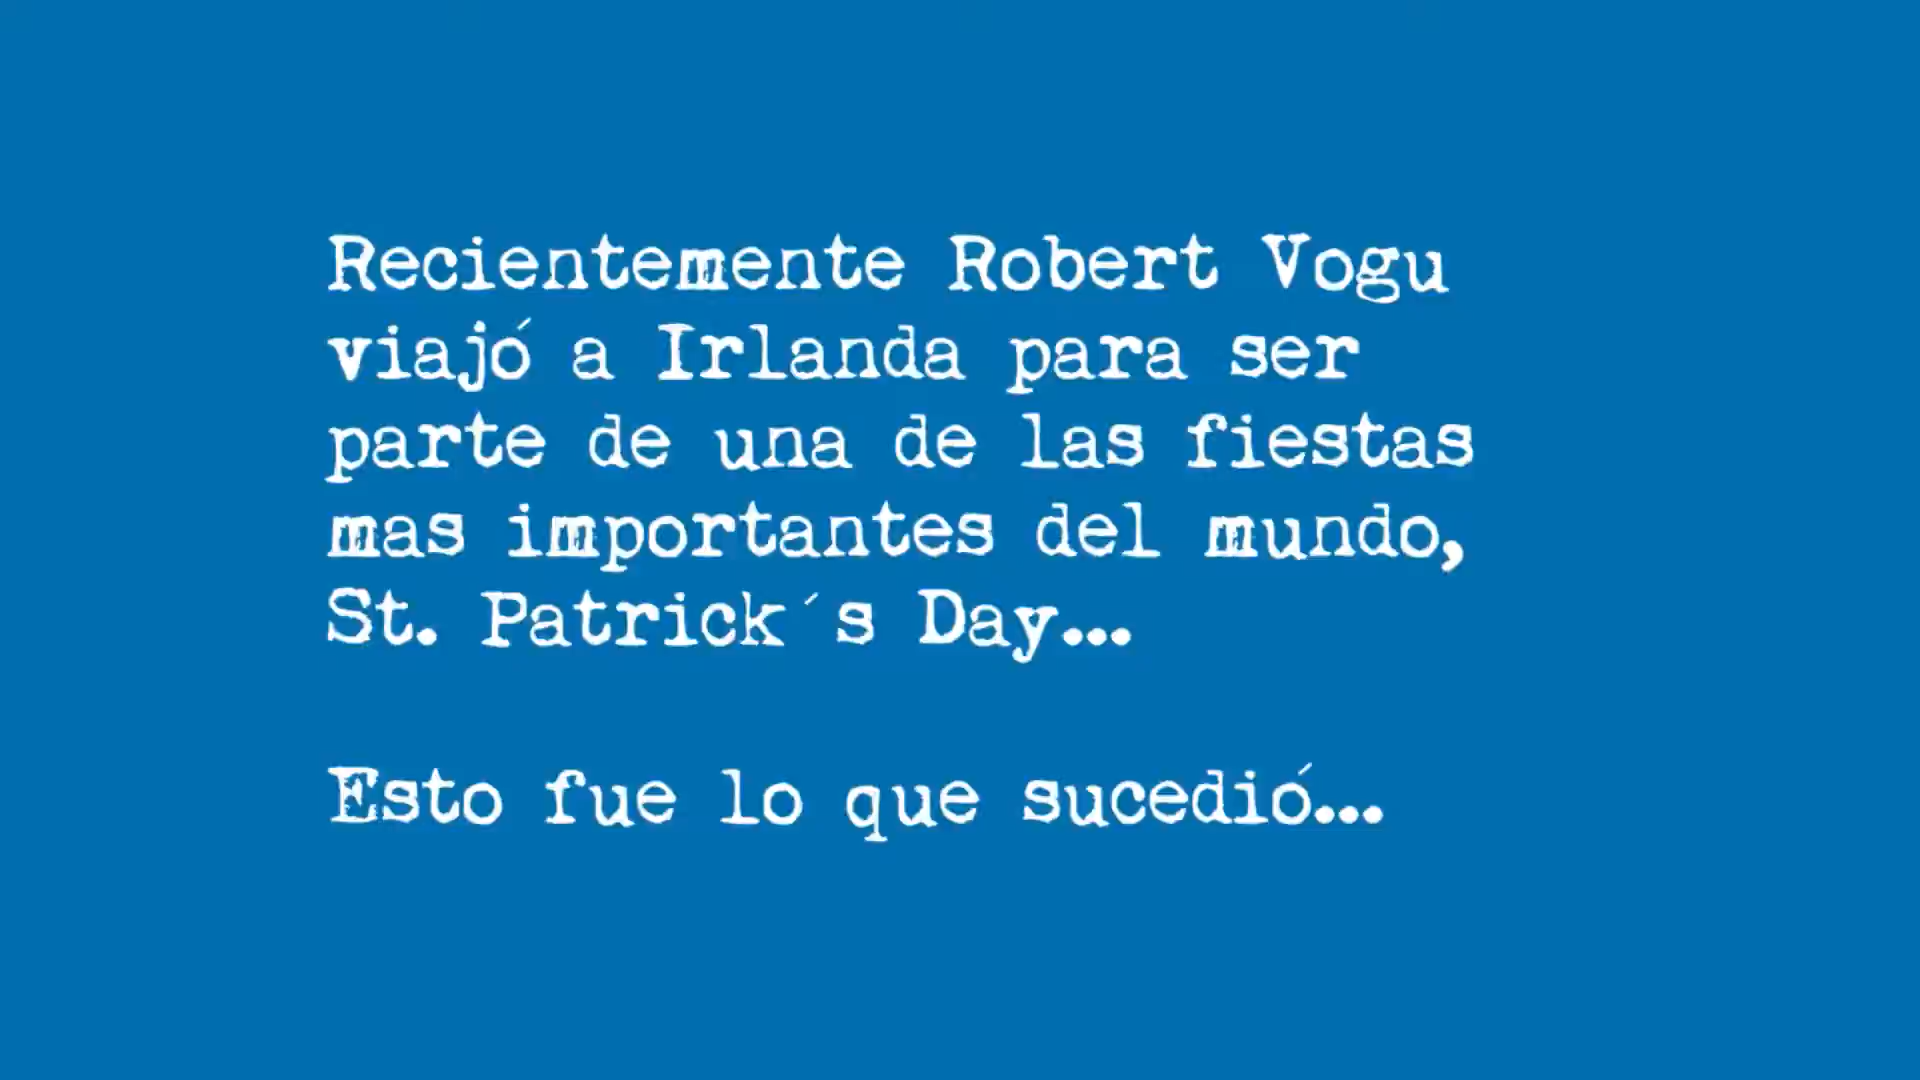 Recientemente Robert Vogu
viajó a Irlanda para ser
parte de una de las fiestas
mas importantes del mundo,
St. Patrick´s Day...
Esto fue lo que sucedió...